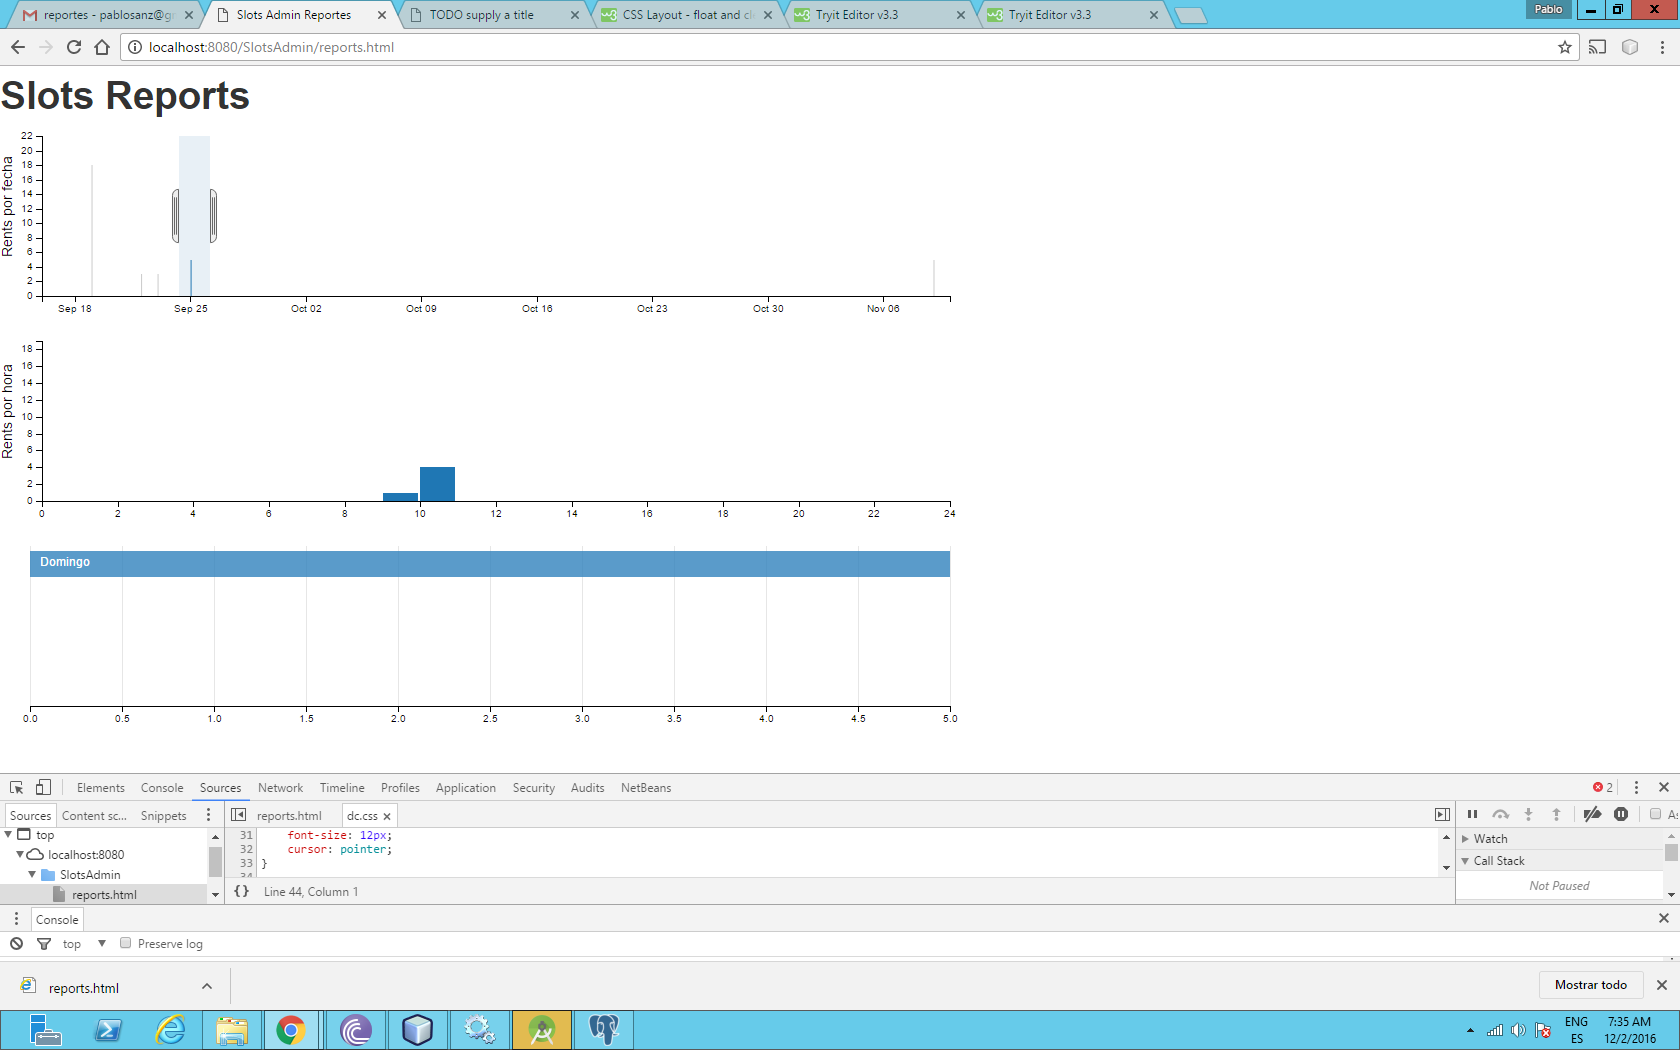 reportes - pablosanz@gr
Slots Admin Reportes
TODO supply a title
CSS Layout - float and cl
Tryit Editor v3.3
Tryit Editor v3.3
Pablo
localhost:8080/SlotsAdmin/reports.html
Slots Reports
Rents por fecha
22
20
18
16
14
12
10
8
6
4
2
0
Sep 18 Sep 25 Oct 02 Oct 09 Oct 16 Oct 23 Oct 30 Nov 06
Rents por hora
18
16
14
12
10
8
6
4
2
0
0 2 4 6 8 10 12 14 16 18 20 22 24
Domingo
0.0 0.5 1.0 1.5 2.0 2.5 3.0 3.5 4.0 4.5 5.0
Elements Console Sources Network Timeline Profiles Application Security Audits NetBeans 2
Sources Content sc... Snippets
top
localhost:8080
SlotsAdmin
reports.html
reports.html dc.css
31 font-size: 12px;
32 cursor: pointer;
33 }
34
{} Line 44, Column 1
As
Watch
Call Stack
Not Paused
Console
top Preserve log
reports.html
Mostrar todo
ENG
ES
7:35 AM
12/2/2016